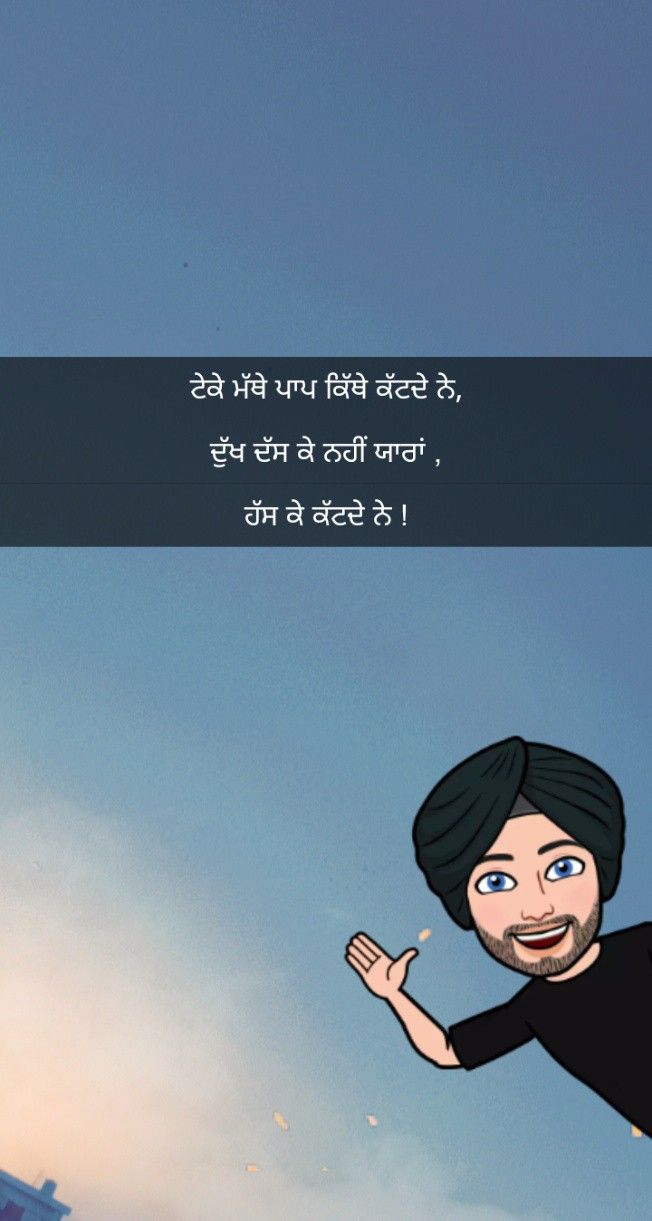 ਟੇਕੇ ਮੱਥੇ ਪਾਪ ਕਿੱਥੇ ਕੱਟਦੇ ਨੇ,
ਦੁੱਖ ਦੱਸ ਕੇ ਨਹੀਂ ਯਾਰਾਂ ,
ਹੱਸ ਕੇ ਕੱਟਦੇ ਨੇ !